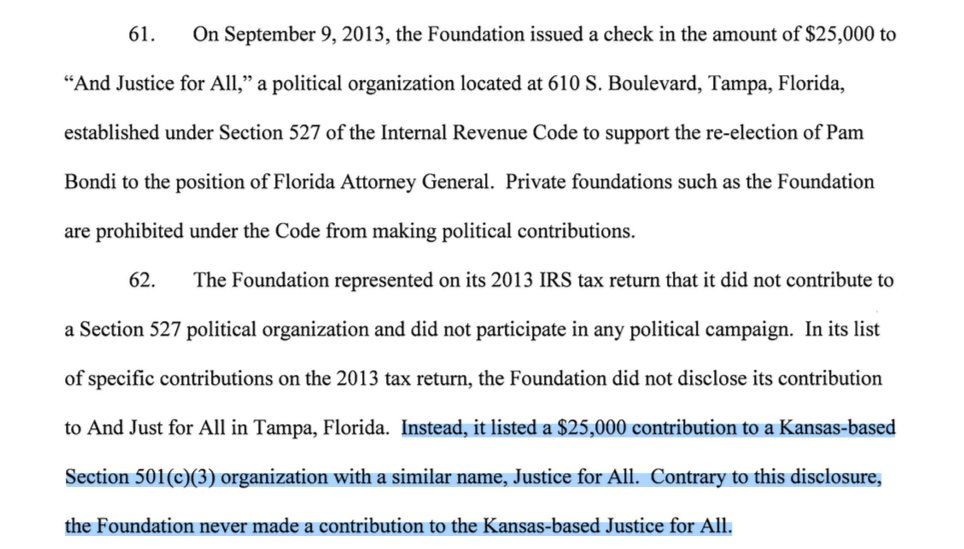 61. On September 9, 2013, the Foundation issued a check in the amount of $25,000 to
“And Justice for All,” a political organization located at 610 S. Boulevard, Tampa, Florida,
established under Section 527 of the Internal Revenue Code to support the re-election of Pam
Bondi to the position of Florida Attorney General. Private foundations such as the Foundation
are prohibited under the Code from making political contributions.
62. The Foundation represented on its 2013 IRS tax return that it did not contribute to
a Section 527 political organization and did not participate in any political campaign. In its list
of specific contributions on the 2013 tax return, the Foundation did not disclose its contribution
to And Just for All in Tampa, Florida. Instead, it listed a $25,000 contribution to a Kansas-based
Section 501(c)(3) organization with a similar name, Justice for All. Contrary to this disclosure,
the Foundation never made a contribution to the Kansas-based Justice for All.